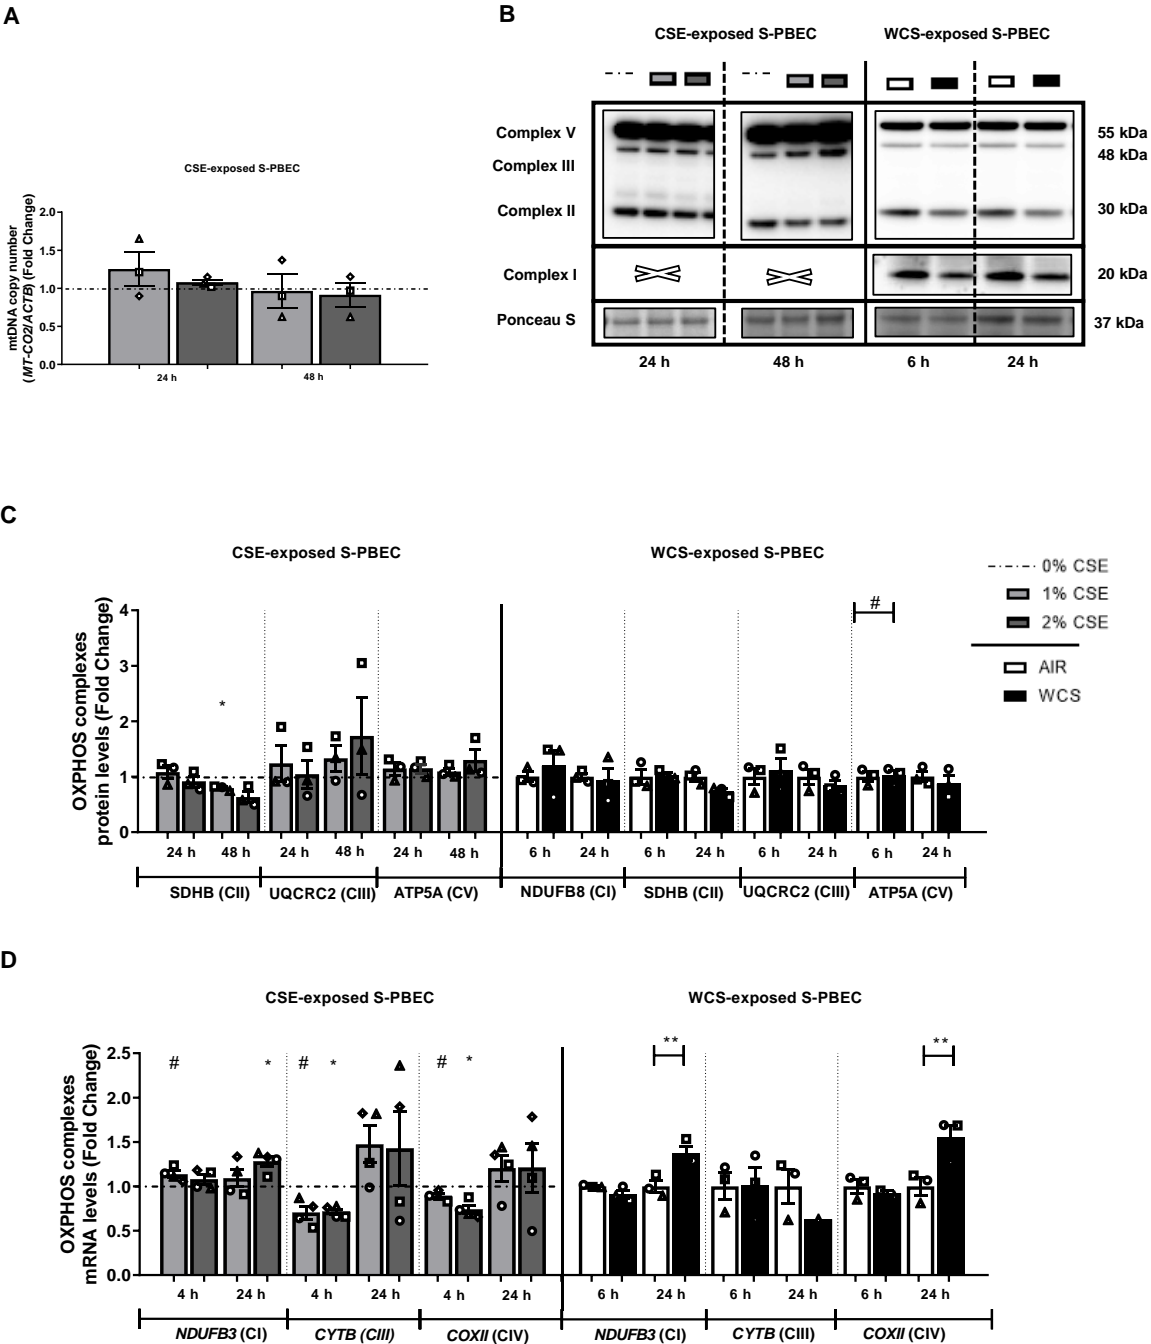 A
CSE-exposed S-PBEC
mtDNA copy number
(MT-CO2/ACTB) (Fold Change)
2.0
1.5
1.0
0.5
0.0
24 h
48 h
B
CSE-exposed S-PBEC
WCS-exposed S-PBEC
Complex V
55 kDa
48 kDa
Complex III
Complex II
30 kDa
Complex I
20 kDa
Ponceau S
37 kDa
24 h
48 h
6 h
24 h
C
CSE-exposed S-PBEC
WCS-exposed S-PBEC
0% CSE
1% CSE
2% CSE
AIR
WCS
OXPHOS complexes
protein levels (Fold Change)
4
3
2
1
0
*
#
24 h
48 h
24 h
48 h
24 h
48 h
6 h
24 h
6 h
24 h
6 h
24 h
6 h
24 h
SDHB (CII)
UQCRC2 (CIII)
ATP5A (CV)
NDUFB8 (CI)
SDHB (CII)
UQCRC2 (CIII)
ATP5A (CV)
D
CSE-exposed S-PBEC
WCS-exposed S-PBEC
OXPHOS complexes
mRNA levels (Fold Change)
2.5
2.0
1.5
1.0
0.5
0.0
#
*
#
*
#
*
**
**
4 h
24 h
4 h
24 h
4 h
24 h
6 h
24 h
6 h
24 h
6 h
24 h
NDUFB3 (CI)
CYTB (CIII)
COXII (CIV)
NDUFB3 (CI)
CYTB (CIII)
COXII (CIV)